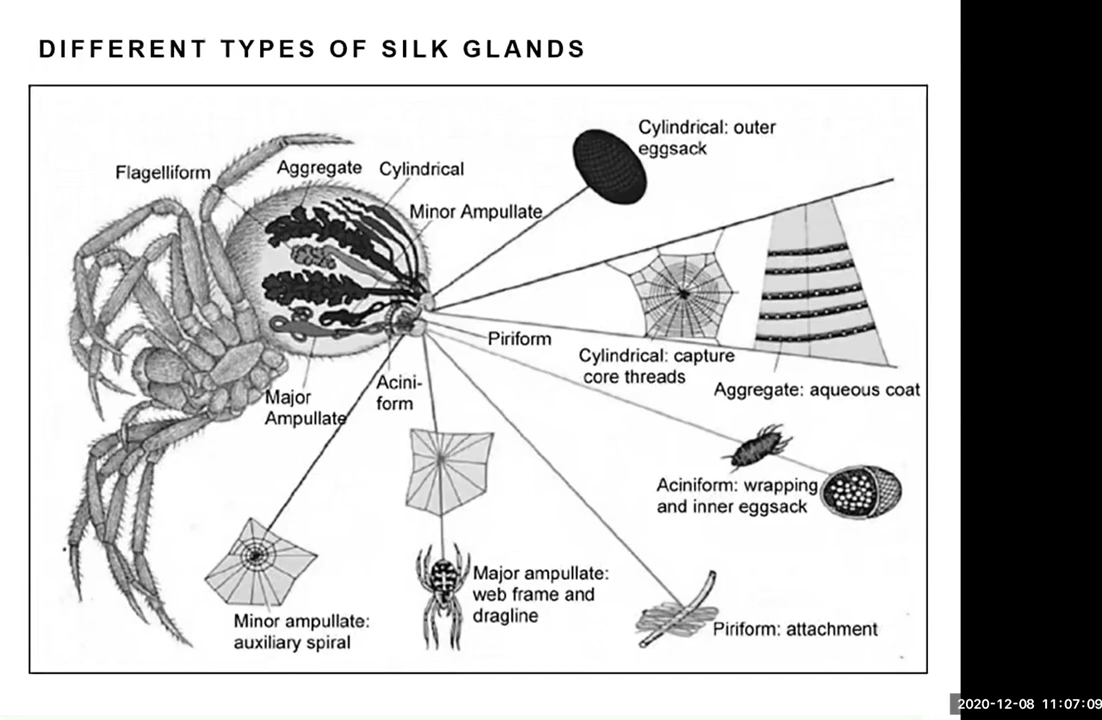 DIFFERENT TYPES OF SILK GLANDS
Cylindrical: outer
eggsack
Flagelliform
Aggregate
Cylindrical
Minor Ampullate
Piriform
Cylindrical: capture
core threads
Aggregate: aqueous coat
Major
Ampullate
Acini-
form
Aciniform: wrapping
and inner eggsack
Major ampullate:
web frame and
dragline
Minor ampullate:
auxiliary spiral
Piriform: attachment
2020-12-08 11:07:09